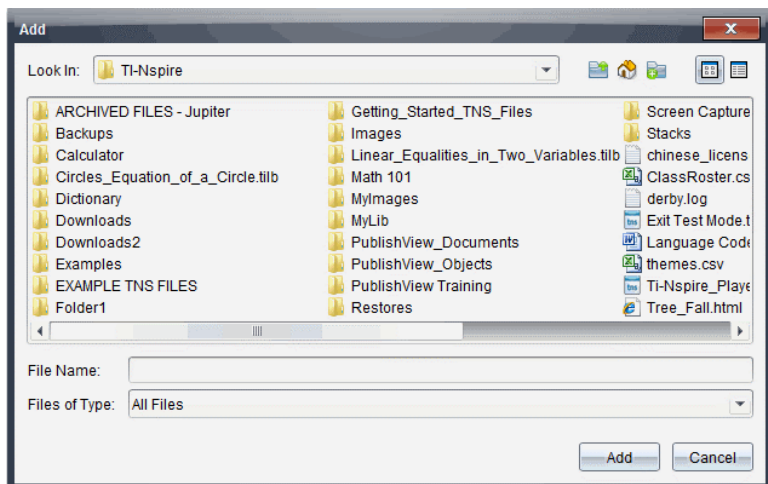 Add
Look In: TI-Nspire
ARCHIVED FILES - Jupiter
Backups
Calculator
Circles_Equation_of_a_Circle.tilb
Dictionary
Downloads
Downloads2
Examples
EXAMPLE TNS FILES
Folder1
Getting_Started_TNS_Files
Images
Linear_Equalities_in_Two_Variables.tilb
Math 101
MyImages
MyLib
PublishView_Documents
PublishView_Objects
PublishView Training
Restores
Screen Capture
Stacks
chinese_licens
ClassRoster.cs
derby.log
Exit Test Mode.t
Language Code
themes.csv
Ti-Nspire_Playe
Tree_Fall.html
File Name:
Files of Type: All Files
Add Cancel